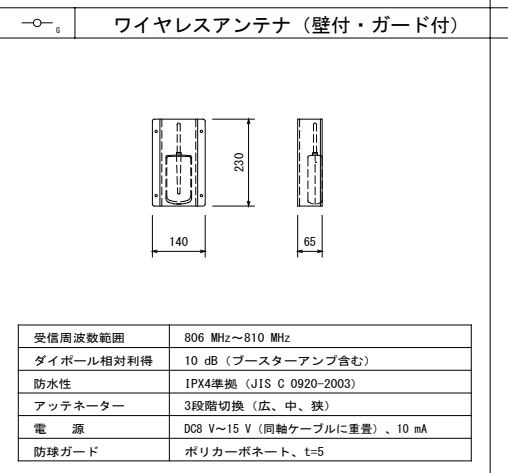 G ワイヤレスアンテナ（壁付・ガード付）
230
140 65
受信周波数範囲 806 MHz～810 MHz
ダイポール相対利得 10 dB（ブースターアンプ含む）
防水性 IPX4準拠（JIS C 0920-2003）
アッテネーター 3段階切換（広、中、狭）
電　　源 DC8 V～15 V（同軸ケーブルに重畳）、10 mA
防球ガード ポリカーボネート、t=5